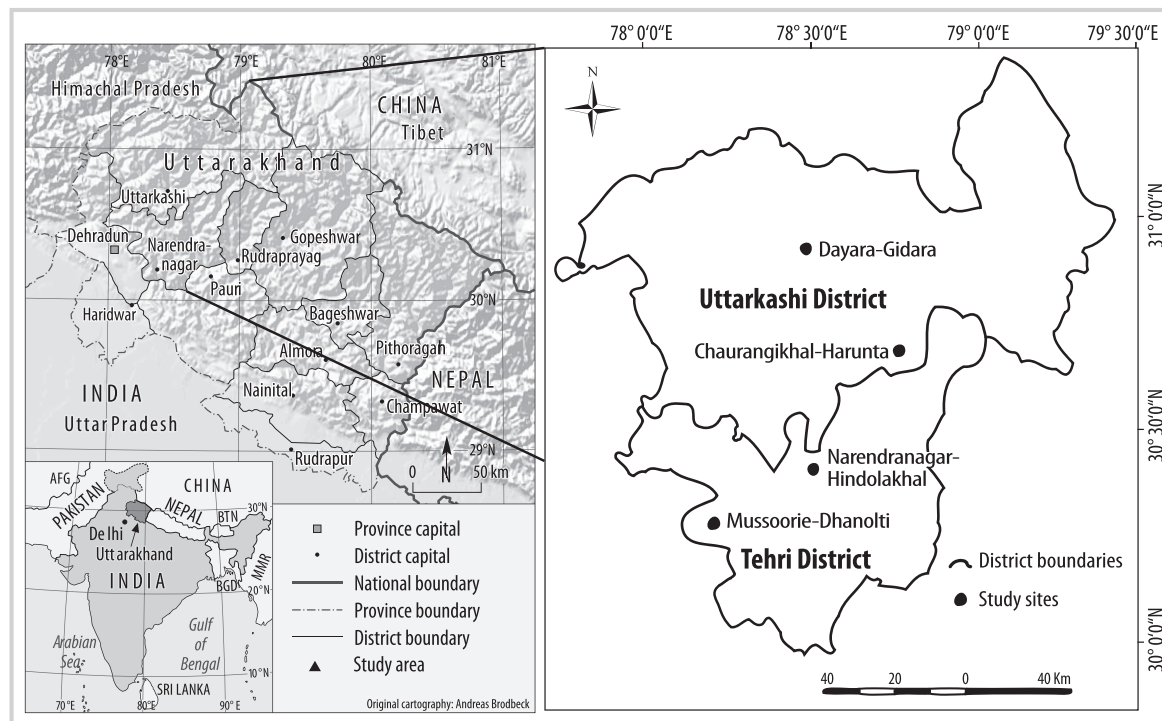 78°E
79°E
80°E
81°E
Himachal Pradesh
CHINA
Tibet
31°N
Uttarakhand
Uttarkashi
Dehradun
Narendra-
nagar
Gopeshwar
Rudraprayag
Pauri
30°N
Haridwar
Bageshwar
Almora
Pithoragah
NEPAL
Nainital
Champawat
INDIA
Uttar Pradesh
29°N
Rudrapur
0 N 50 km
AFG
PAKISTAN
CHINA
NEPAL
BTN
30°N
Delhi
Uttarakhand
INDIA
BGD
MMR
20°N
Arabian
Sea
Gulf
of
Bengal
10°N
SRI LANKA
70°E
80°E
90°E
Province capital
District capital
National boundary
Province boundary
District boundary
Study area
Original cartography: Andreas Brodbeck
78° 0′0″E
78° 50′0″E
79° 0′0″E
79° 30′0″E
N
31° 0′0″N
Dayara-Gidara
Uttarkashi District
Chaurangikhal-Harunta
30° 30′0″N
Narendranagar-
Hindolakhal
Mussoorie-Dhanolti
Tehri District
District boundaries
Study sites
30° 0′0″N
40 20 0 40 Km